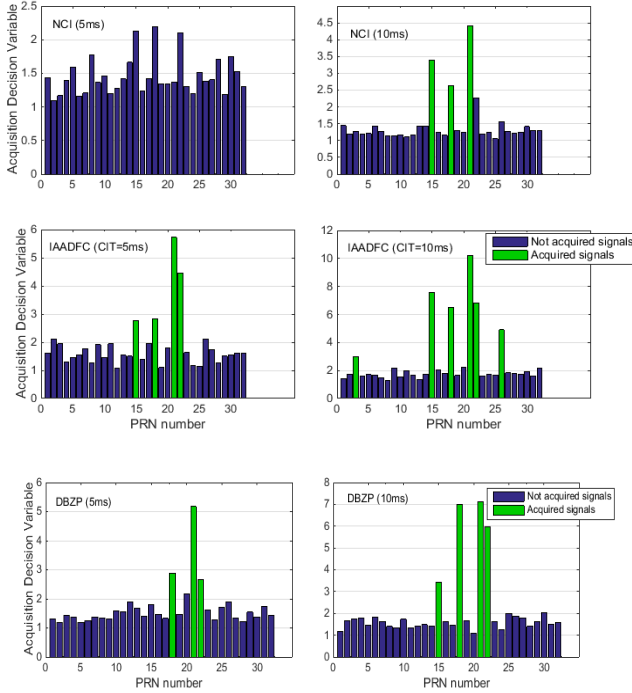 NCI (5ms)
Acquisition Decision Variable
2.5
2
1.5
1
0.5
0
0 5 10 15 20 25 30
NCI (10ms)
4.5
4
3.5
3
2.5
2
1.5
1
0.5
0
0 5 10 15 20 25 30
IAADFC (CIT=5ms)
Acquisition Decision Variable
6
5
4
3
2
1
0
0 5 10 15 20 25 30
PRN number
IAADFC (CIT=10ms)
Not acquired signals
Acquired signals
12
10
8
6
4
2
0
0 5 10 15 20 25 30
PRN number
DBZP (5ms)
Acquisition Decision Variable
6
5
4
3
2
1
0
0 5 10 15 20 25 30
PRN number
DBZP (10ms)
Not acquired signals
Acquired signals
8
7
6
5
4
3
2
1
0
0 5 10 15 20 25 30
PRN number